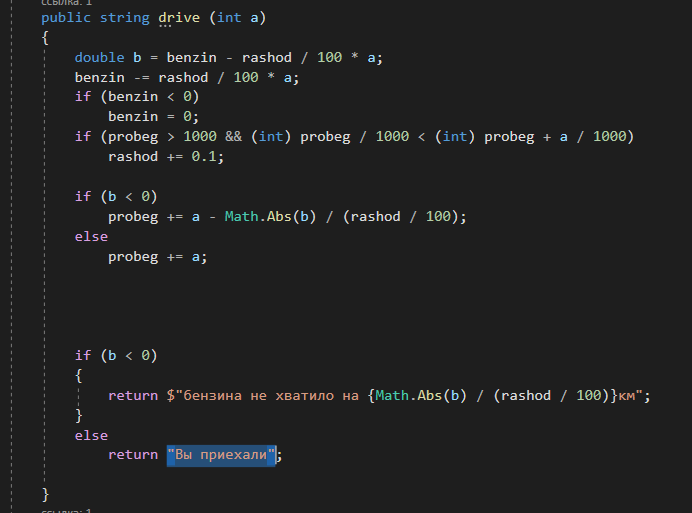 ссылка: 1
public string drive (int a)
{
double b = benzin - rashod / 100 * a;
benzin -= rashod / 100 * a;
if (benzin < 0)
benzin = 0;
if (probeg > 1000 && (int) probeg / 1000 < (int) probeg + a / 1000)
rashod += 0.1;
if (b < 0)
probeg += a - Math.Abs(b) / (rashod / 100);
else
probeg += a;
if (b < 0)
{
return $"бензина не хватило на {Math.Abs(b) / (rashod / 100)}км";
}
else
return "Вы приехали";
}
ссылка: 1